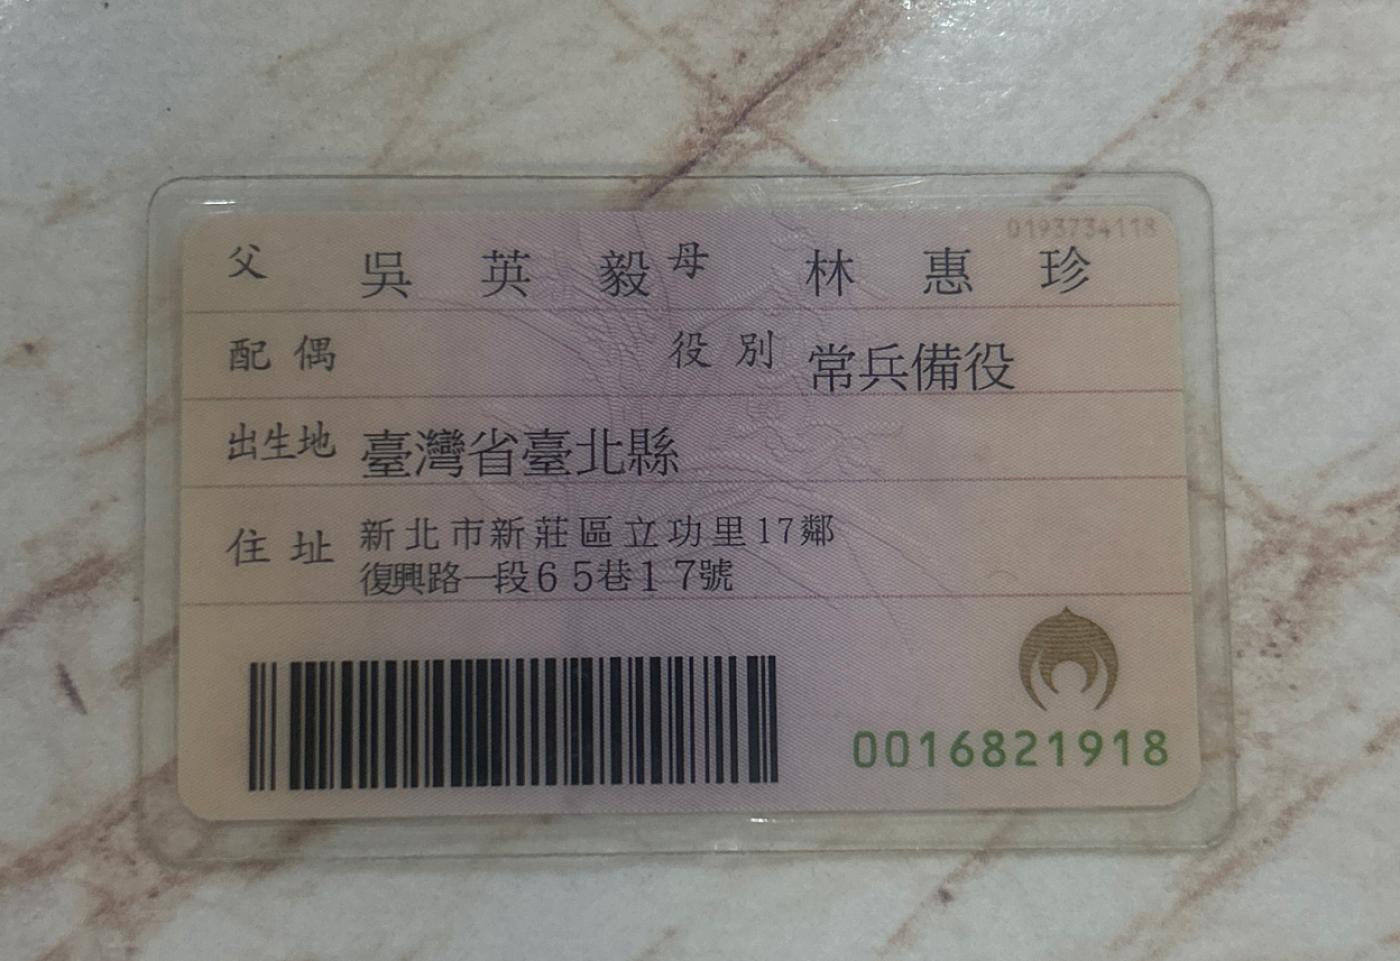 0193734118
父 吳英毅 母 林惠珍
配偶 役別 常兵備役
出生地 臺灣省臺北縣
住址 新北市新莊區立功里17鄰
復興路一段65巷17號
0016821918